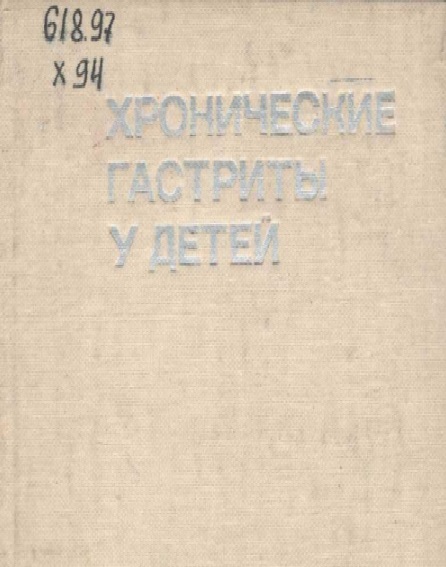 618.97
х 94
ХРОНИЧЕСКИЕ
ГАСТРИТЫ
У ДЕТЕЙ